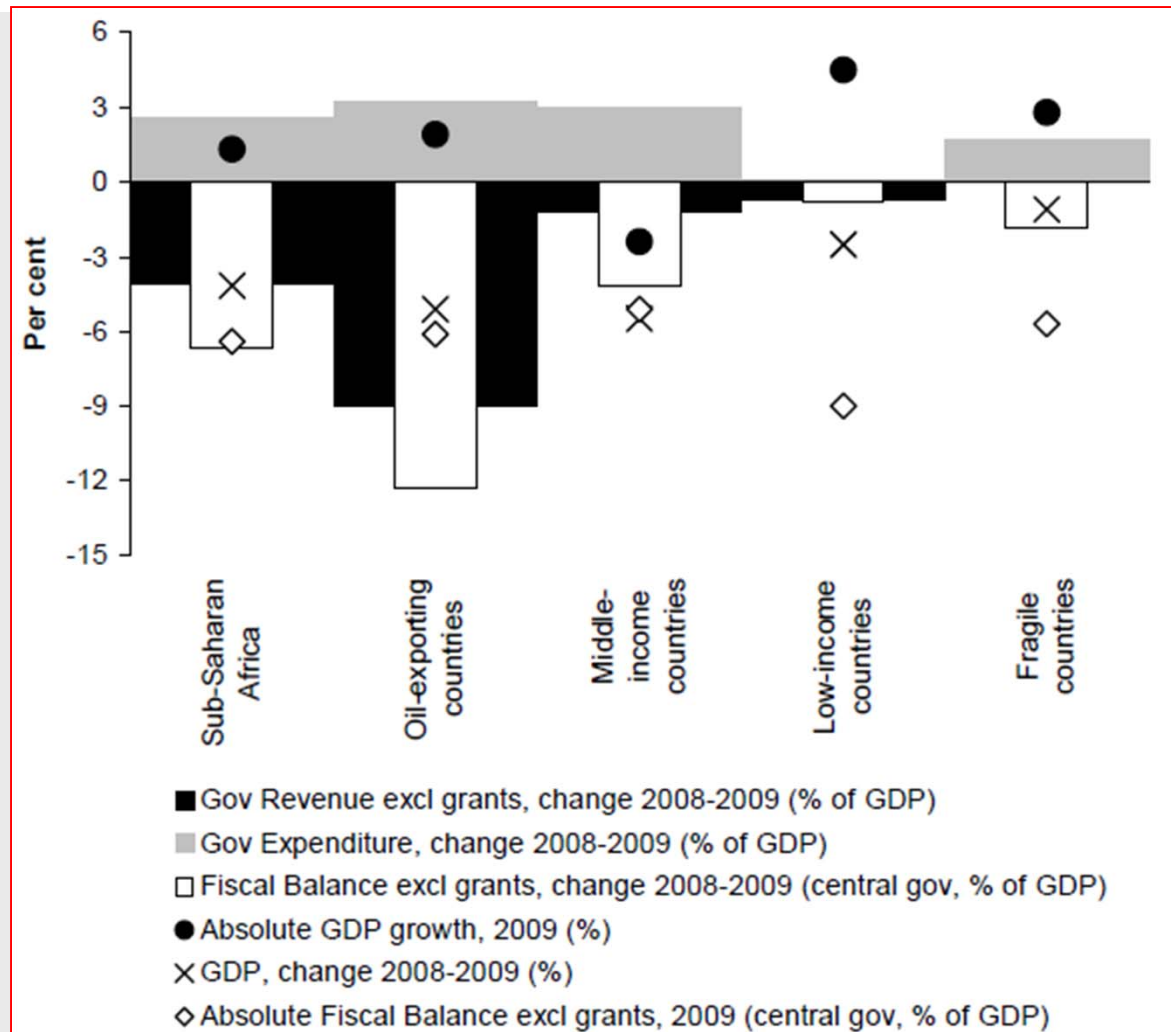 6
3
0
-3
-6
-9
-12
-15
Per cent
Sub-Saharan
Africa
Oil-exporting
countries
Middle-
income
countries
Low-income
countries
Fragile
countries
Gov Revenue excl grants, change 2008-2009 (% of GDP)
Gov Expenditure, change 2008-2009 (% of GDP)
Fiscal Balance excl grants, change 2008-2009 (central gov, % of GDP)
Absolute GDP growth, 2009 (%)
GDP, change 2008-2009 (%)
Absolute Fiscal Balance excl grants, 2009 (central gov, % of GDP)